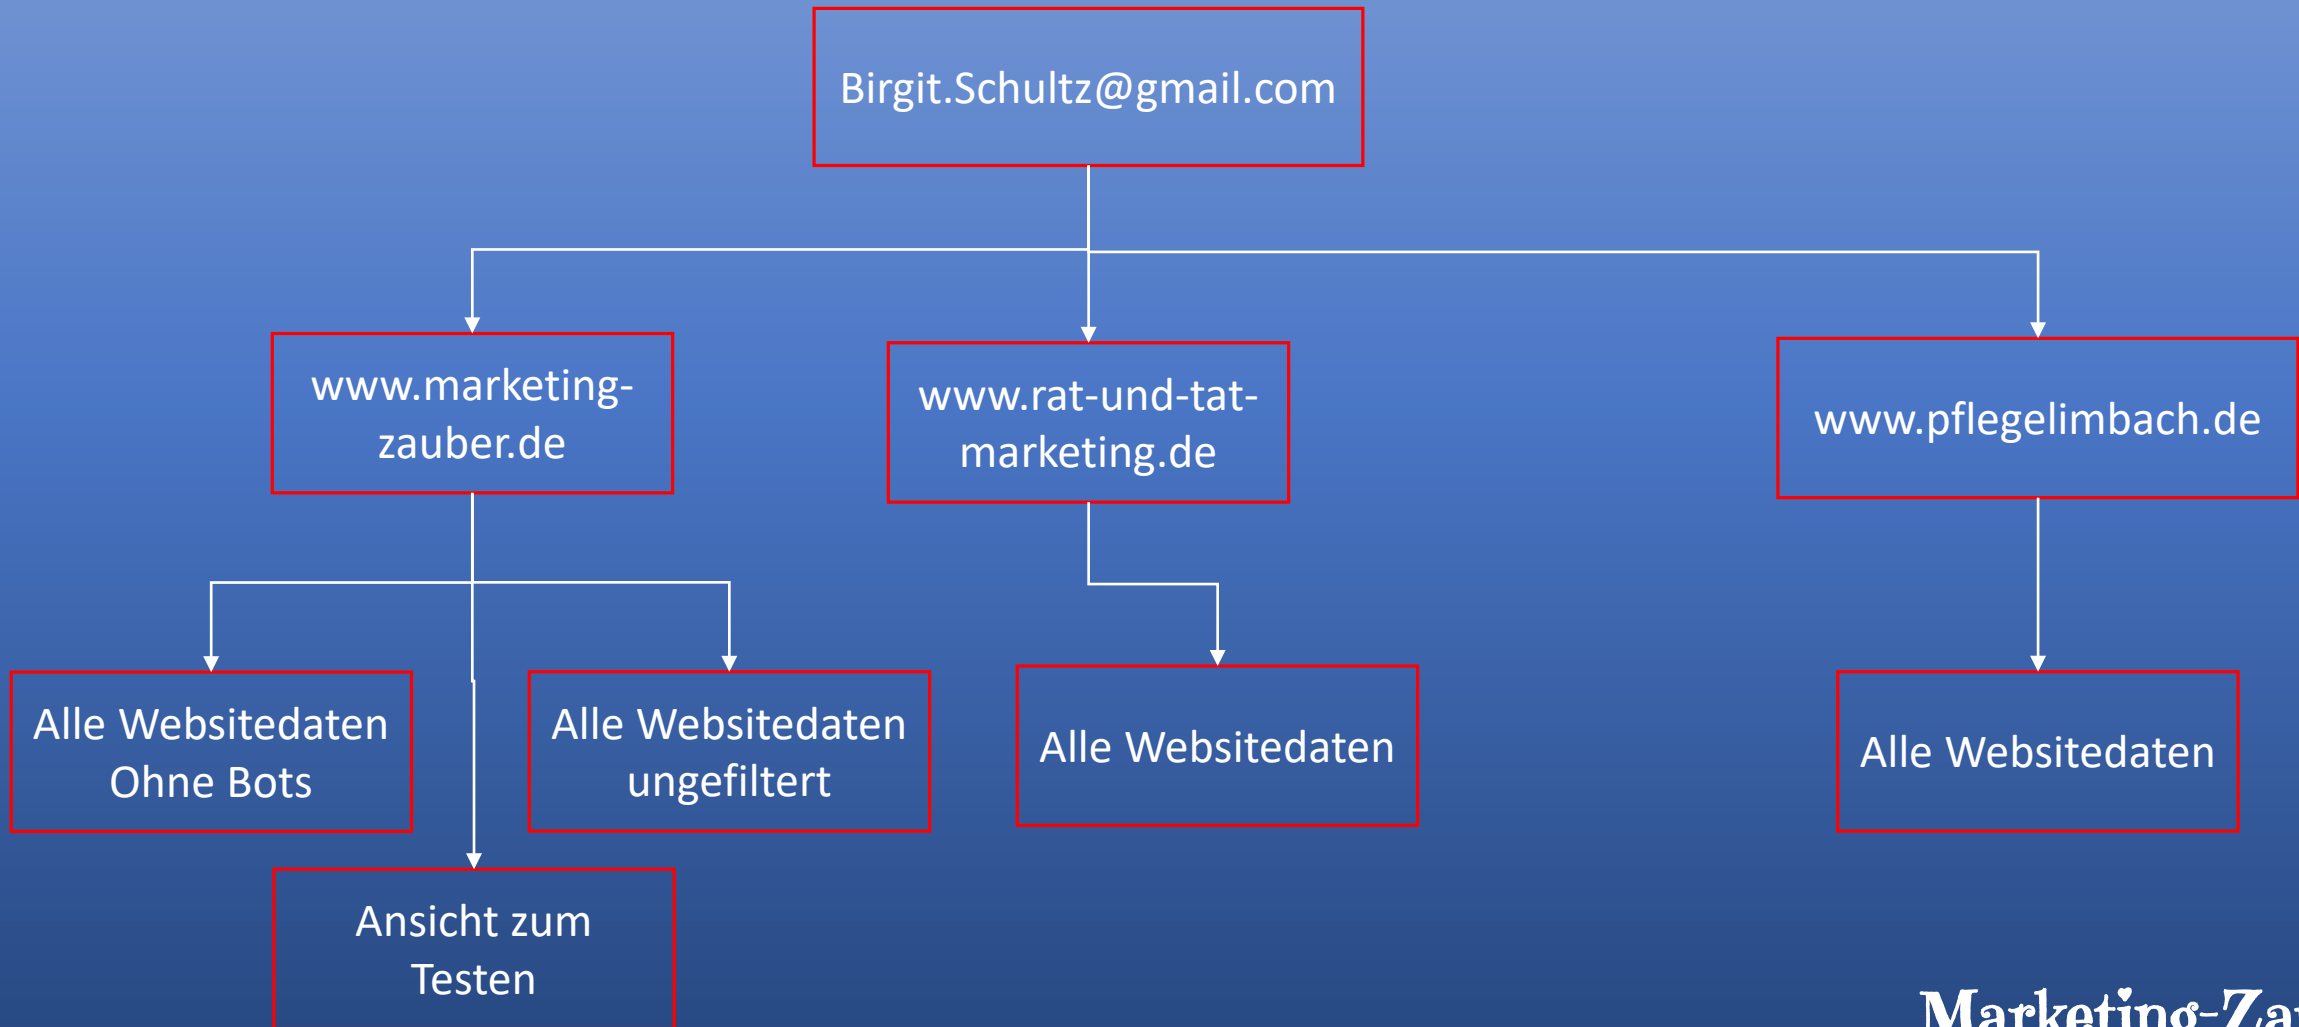 Birgit.Schultz@gmail.com
www.marketing-
zauber.de
www.rat-und-tat-
marketing.de
www.pflegelimbach.de
Alle Websitedaten
Ohne Bots
Alle Websitedaten
ungefiltert
Alle Websitedaten
Alle Websitedaten
Ansicht zum
Testen
Marketing-